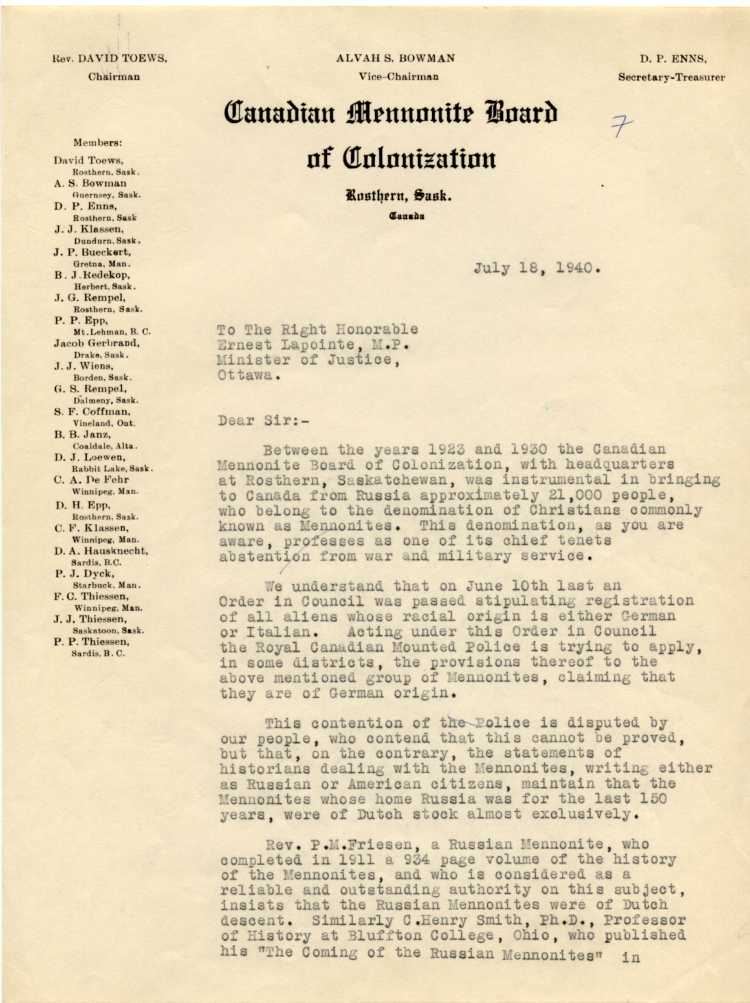 Rev. DAVID TOEWS,
Chairman
ALVAH S. BOWMAN
Vice-Chairman
D. P. ENNS,
Secretary-Treasurer
Canadian Mennonite Board
of Colonization
Rosthern, Sask.
Canada
7
Members:
David Toews,
Rosthern, Sask.
A. S. Bowman
Guernsey, Sask.
D. P. Enns,
Rosthern, Sask
J. J. Klassen,
Dundurn, Sask.
J. P. Bueckert,
Gretna, Man.
B. J. Redekop,
Herbert, Sask.
J. G. Rempel,
Rosthern, Sask.
P. P. Epp,
Mt. Lehman, B. C.
Jacob Gerbrand,
Drake, Sask.
J. J. Wiens,
Borden, Sask.
G. S. Rempel,
Dalmeny, Sask.
S. F. Coffman,
Vineland, Ont.
B. B. Janz,
Coaldale, Alta.
D. J. Loewen,
Rabbit Lake, Sask.
C. A. De Fehr
Winnipeg, Man.
D. H. Epp,
Rosthern, Sask.
C. F. Klassen,
Winnipeg, Man.
D. A. Hausknecht,
Sardis, B.C.
P. J. Dyck,
Starbuck, Man.
F. C. Thiessen,
Winnipeg, Man.
J. J. Thiessen,
Saskatoon, Sask.
P. P. Thiessen,
Sardis, B. C.
July 18, 1940.
To The Right Honorable
Ernest Lapointe, M.P.
Minister of Justice,
Ottawa.
Dear Sir:-
Between the years 1923 and 1930 the Canadian
Mennonite Board of Colonization, with headquarters
at Rosthern, Saskatchewan, was instrumental in bringing
to Canada from Russia approximately 21,000 people,
who belong to the denomination of Christians commonly
known as Mennonites. This denomination, as you are
aware, professes as one of its chief tenets
abstention from war and military service.
We understand that on June 10th last an
Order in Council was passed stipulating registration
of all aliens whose racial origin is either German
or Italian. Acting under this Order in Council
the Royal Canadian Mounted Police is trying to apply,
in some districts, the provisions thereof to the
above mentioned group of Mennonites, claiming that
they are of German origin.
This contention of the Police is disputed by
our people, who contend that this cannot be proved,
but that, on the contrary, the statements of
historians dealing with the Mennonites, writing either
as Russian or American citizens, maintain that the
Mennonites whose home Russia was for the last 150
years, were of Dutch stock almost exclusively.
Rev. P.M.Friesen, a Russian Mennonite, who
completed in 1911 a 934 page volume of the history
of the Mennonites, and who is considered as a
reliable and outstanding authority on this subject,
insists that the Russian Mennonites were of Dutch
descent. Similarly C.Henry Smith, Ph.D., Professor
of History at Bluffton College, Ohio, who published
his "The Coming of the Russian Mennonites" in